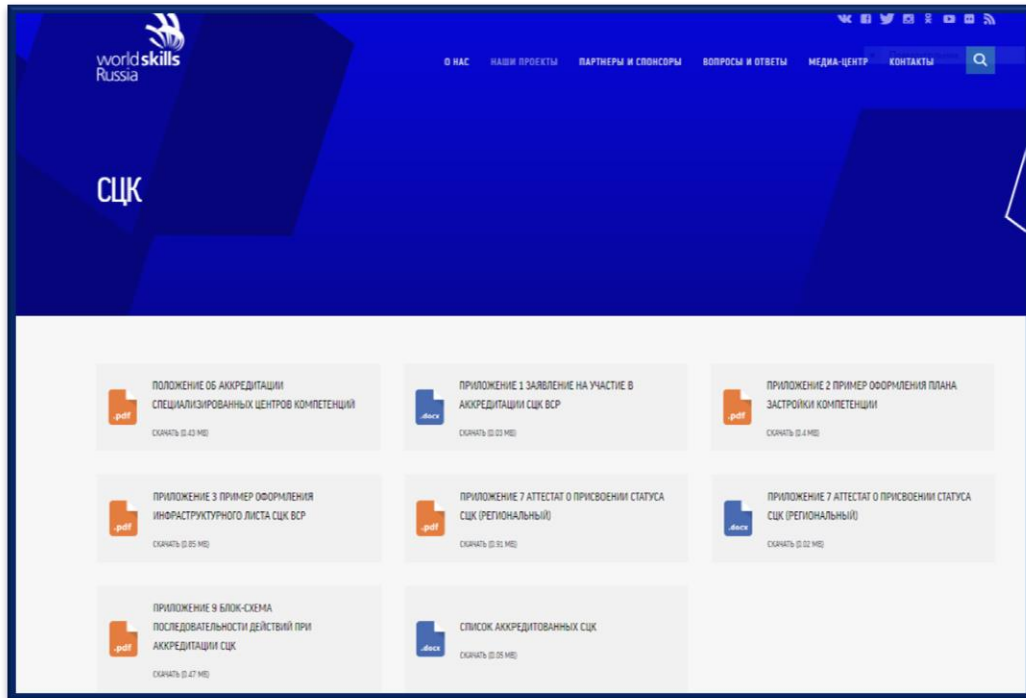 world skills
Russia
О НАС НАШИ ПРОЕКТЫ ПАРТНЕРЫ И СПОНСОРЫ ВОПРОСЫ И ОТВЕТЫ МЕДИА-ЦЕНТР КОНТАКТЫ
СЦК
.pdf
ПОЛОЖЕНИЕ ОБ АККРЕДИТАЦИИ
СПЕЦИАЛИЗИРОВАННЫХ ЦЕНТРОВ КОМПЕТЕНЦИЙ
СКАЧАТЬ (0.43 MB)
.docx
ПРИЛОЖЕНИЕ 1 ЗАЯВЛЕНИЕ НА УЧАСТИЕ В
АККРЕДИТАЦИИ СЦК ВСР
СКАЧАТЬ (0.03 MB)
.pdf
ПРИЛОЖЕНИЕ 2 ПРИМЕР ОФОРМЛЕНИЯ ПЛАНА
ЗАСТРОЙКИ КОМПЕТЕНЦИИ
СКАЧАТЬ (0.4 MB)
.pdf
ПРИЛОЖЕНИЕ 3 ПРИМЕР ОФОРМЛЕНИЯ
ИНФРАСТРУКТУРНОГО ЛИСТА СЦК ВСР
СКАЧАТЬ (0.85 MB)
.pdf
ПРИЛОЖЕНИЕ 7 АТТЕСТАТ О ПРИСВОЕНИИ СТАТУСА
СЦК (РЕГИОНАЛЬНЫЙ)
СКАЧАТЬ (0.91 MB)
.docx
ПРИЛОЖЕНИЕ 7 АТТЕСТАТ О ПРИСВОЕНИИ СТАТУСА
СЦК (РЕГИОНАЛЬНЫЙ)
СКАЧАТЬ (0.02 MB)
.pdf
ПРИЛОЖЕНИЕ 9 БЛОК-СХЕМА
ПОСЛЕДОВАТЕЛЬНОСТИ ДЕЙСТВИЙ ПРИ
АККРЕДИТАЦИИ СЦК
СКАЧАТЬ (0.47 MB)
.docx
СПИСОК АККРЕДИТОВАННЫХ СЦК
СКАЧАТЬ (0.05 MB)